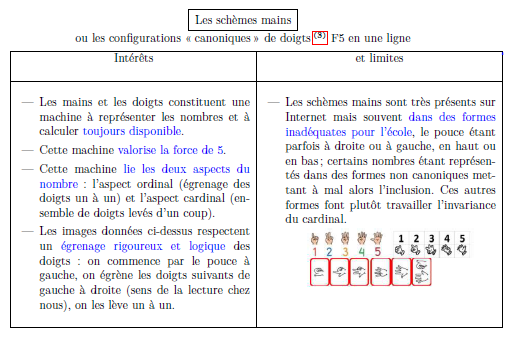 Les schèmes mains
ou les configurations « canoniques » de doigts (3) F5 en une ligne
Intérêts
— Les mains et les doigts constituent une
machine à représenter les nombres et à
calculer toujours disponible.
— Cette machine valorise la force de 5.
— Cette machine lie les deux aspects du
nombre : l'aspect ordinal (égrenage des
doigts un à un) et l'aspect cardinal (en-
semble de doigts levés d'un coup).
— Les images données ci-dessus respectent
un égrenage rigoureux et logique des
doigts : on commence par le pouce à
gauche, on égrène les doigts suivants de
gauche à droite (sens de la lecture chez
nous), on les lève un à un.
et limites
— Les schèmes mains sont très présents sur
Internet mais souvent dans des formes
inadéquates pour l'école, le pouce étant
parfois à droite ou à gauche, en haut ou
en bas ; certains nombres étant représen-
tés dans des formes non canoniques met-
tant à mal alors l'inclusion. Ces autres
formes font plutôt travailler l'invariance
du cardinal.
1 2 3 4 5
1 2 3 4 5